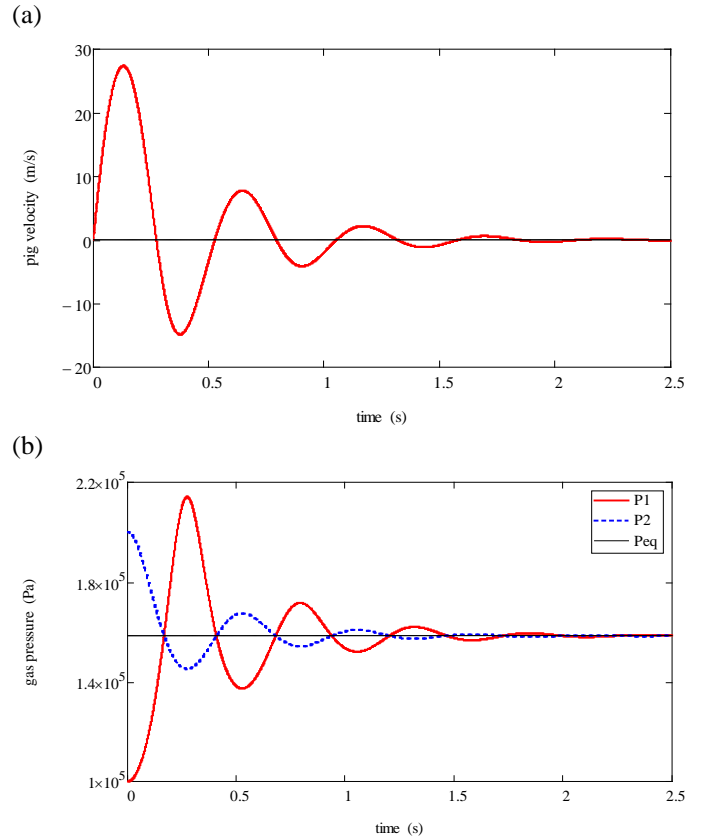 (a)
30
20
10
0
−10
−20
pig velocity (m/s)
0 0.5 1 1.5 2 2.5
time (s)
(b)
2.2×10⁵
1.8×10⁵
1.4×10⁵
1×10⁵
gas pressure (Pa)
P1
P2
Peq
0 0.5 1 1.5 2 2.5
time (s)